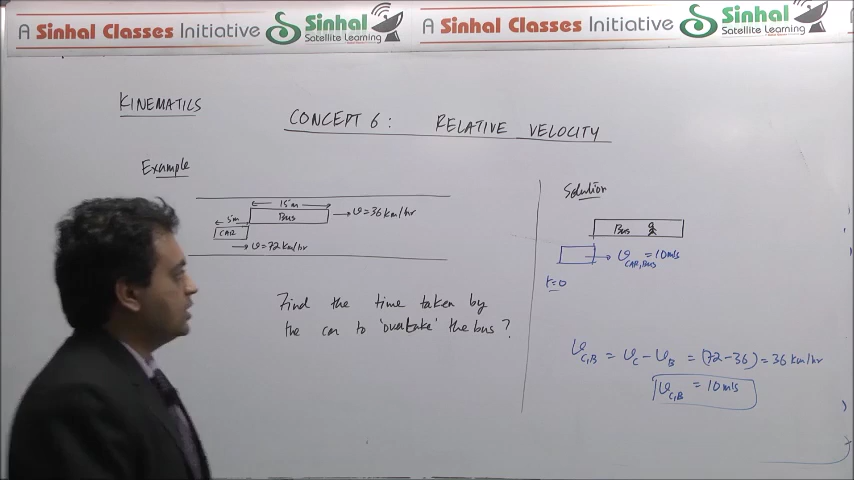 A Sinhal Classes Initiative
Sinhal
Satellite Learning
A Sinhal Classes Initiative
Sinhal
Satellite Learning
A
KINEMATICS
CONCEPT 6 : RELATIVE VELOCITY
Example
15m
Bus
v=36 km/hr
5m
CAR
v=72 km/hr
Find the time taken by
the car to 'overtake' the bus?
Solution
Bus
v CAR, BUS = 10m/s
t=0
v C,B = v C - v B = (72-36) = 36 km/hr
v C,B = 10 m/s